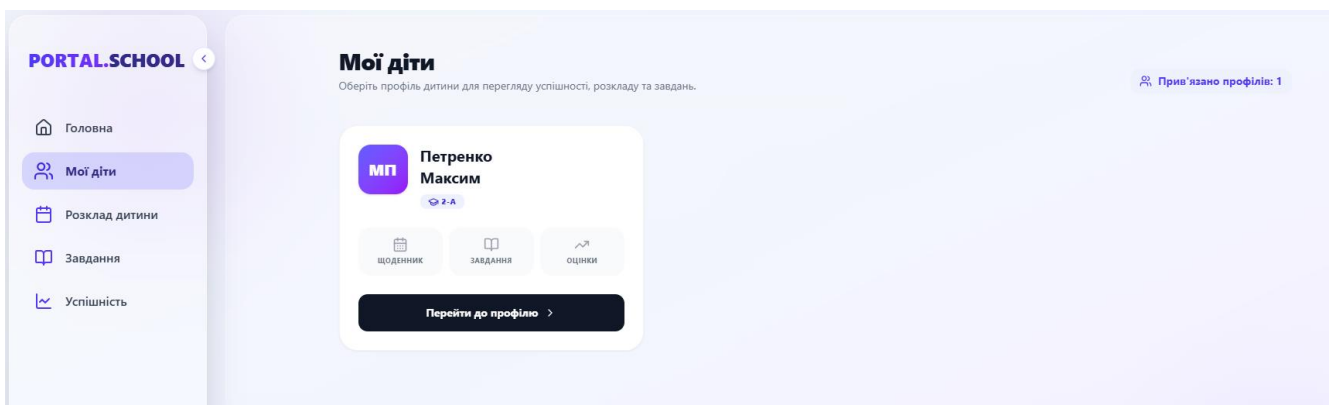 PORTAL.SCHOOL
Головна
Мої діти
Розклад дитини
Завдання
Успішність
Мої діти
Оберіть профіль дитини для перегляду успішності, розкладу та завдань.
Прив'язано профілів: 1
МП
Петренко
Максим
2-А
ЩОДЕННИК
ЗАВДАННЯ
ОЦІНКИ
Перейти до профілю